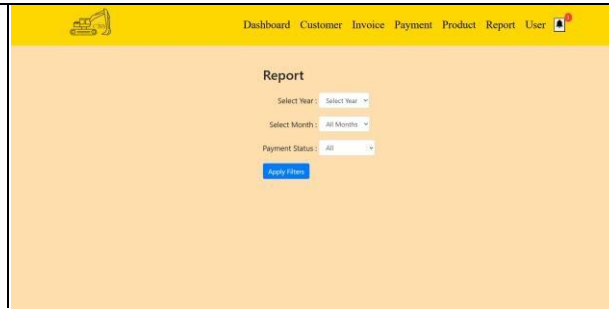 Dashboard Customer Invoice Payment Product Report User
Report
Select Year : Select Year
Select Month : All Months
Payment Status : All
Apply Filters